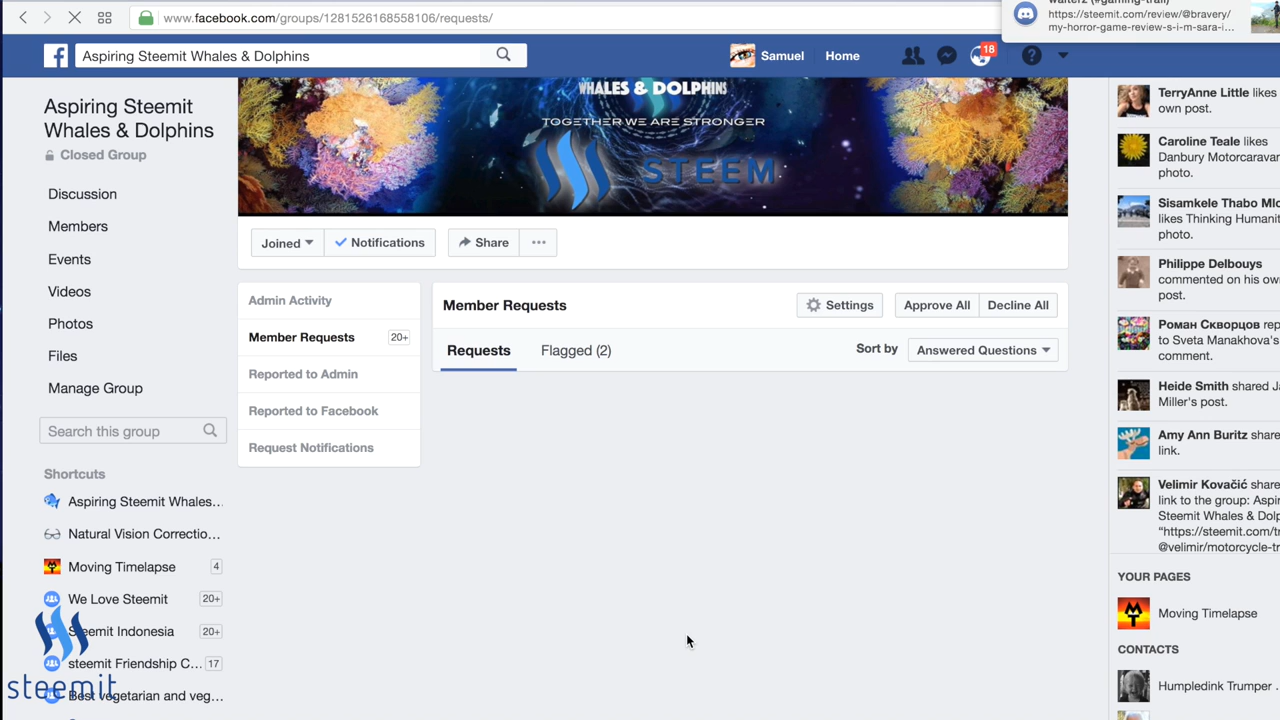 www.facebook.com/groups/1281526168558106/requests/
https://steemit.com/review/@bravery/
my-horror-game-review-s-i-m-sara-i...
Aspiring Steemit Whales & Dolphins
Samuel
Home
18
Aspiring Steemit
Whales & Dolphins
Closed Group
Discussion
Members
Events
Videos
Photos
Files
Manage Group
Search this group
Shortcuts
Aspiring Steemit Whales...
Natural Vision Correctio...
Moving Timelapse 4
We Love Steemit 20+
Steemit Indonesia 20+
steemit Friendship C... 17
Best vegetarian and veg...
steemit
WHALES & DOLPHINS
TOGETHER WE ARE STRONGER
STEEM
Joined
Notifications
Share
Admin Activity
Member Requests 20+
Reported to Admin
Reported to Facebook
Request Notifications
Member Requests
Settings
Approve All
Decline All
Requests
Flagged (2)
Sort by
Answered Questions
TerryAnne Little likes
own post.
Caroline Teale likes
Danbury Motorcaravan
photo.
Sisamkele Thabo
likes Thinking Humanit
photo.
Philippe Delbouys
commented on his own
post.
Роман Скворцов rep
to Sveta Manakhova's
comment.
Heide Smith shared Ja
Miller's post.
Amy Ann Buritz share
link.
Velimir Kovačić share
link to the group: Aspi
Steemit Whales & Dolp
"https://steemit.com/tr
@velimir/motorcycle-tr
YOUR PAGES
Moving Timelapse
CONTACTS
Humpledink Trumper .